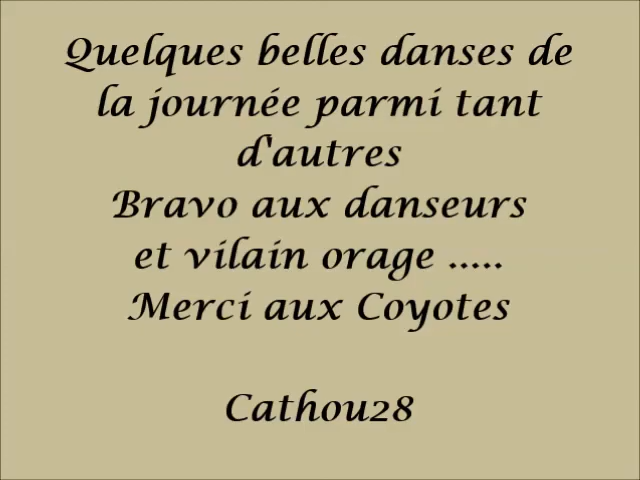 Quelques belles danses de
la journée parmi tant
d'autres
Bravo aux danseurs
et vilain orage .....
Merci aux Coyotes
Cathou28